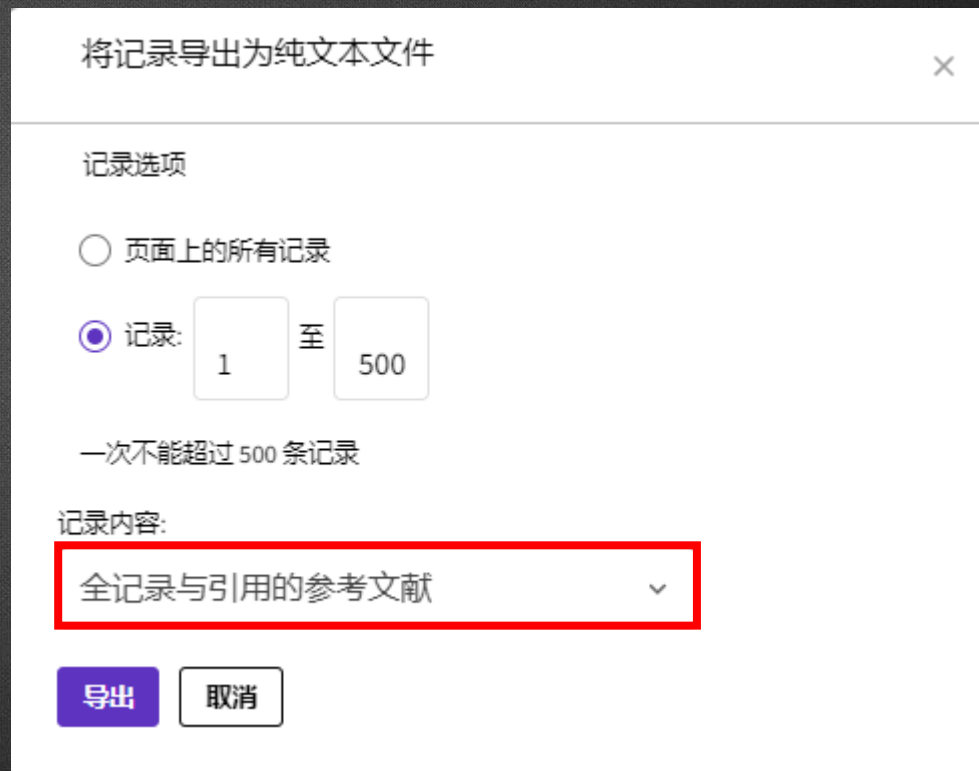 将记录导出为纯文本文件
记录选项
页面上的所有记录
记录: 1 至 500
一次不能超过 500 条记录
记录内容:
全记录与引用的参考文献
导出 取消